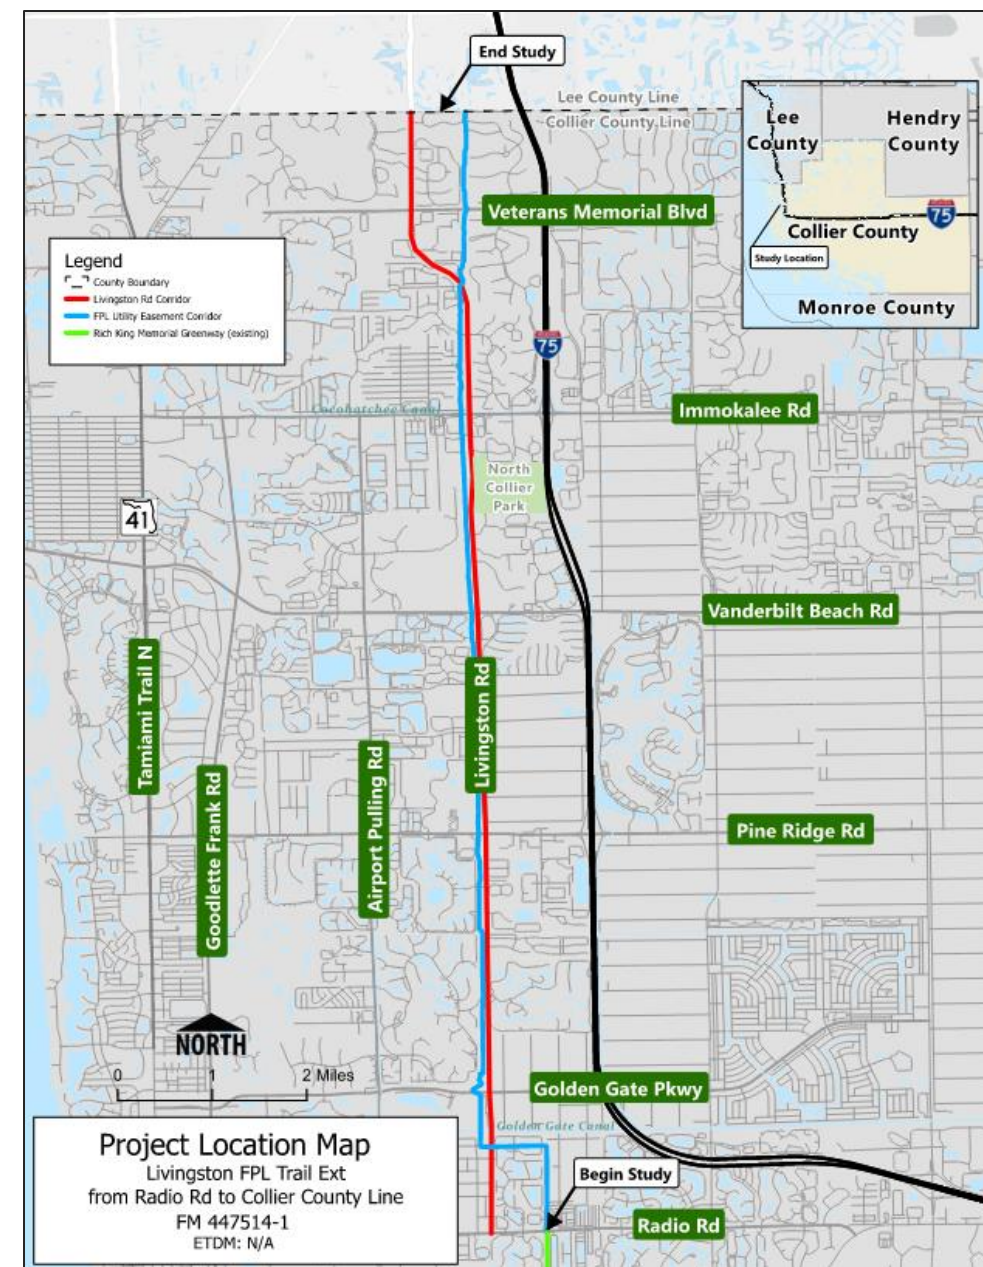 End Study
Lee County Line
Collier County Line
Lee
County
Hendry
County
75
Collier County
Study Location
Monroe County
Veterans Memorial Blvd
Legend
County Boundary
Livingston Rd Corridor
FPL Utility Easement Corridor
Rich King Memorial Greenway (existing)
75
Immokalee Rd
Cocohatchee Canal
North
Collier
Park
41
Vanderbilt Beach Rd
Tamiami Trail N
Livingston Rd
Goodlette Frank Rd
Airport Pulling Rd
Pine Ridge Rd
NORTH
0 1 2 Miles
Golden Gate Pkwy
Golden Gate Canal
Project Location Map
Livingston FPL Trail Ext
from Radio Rd to Collier County Line
FM 447514-1
ETDM: N/A
Begin Study
Radio Rd